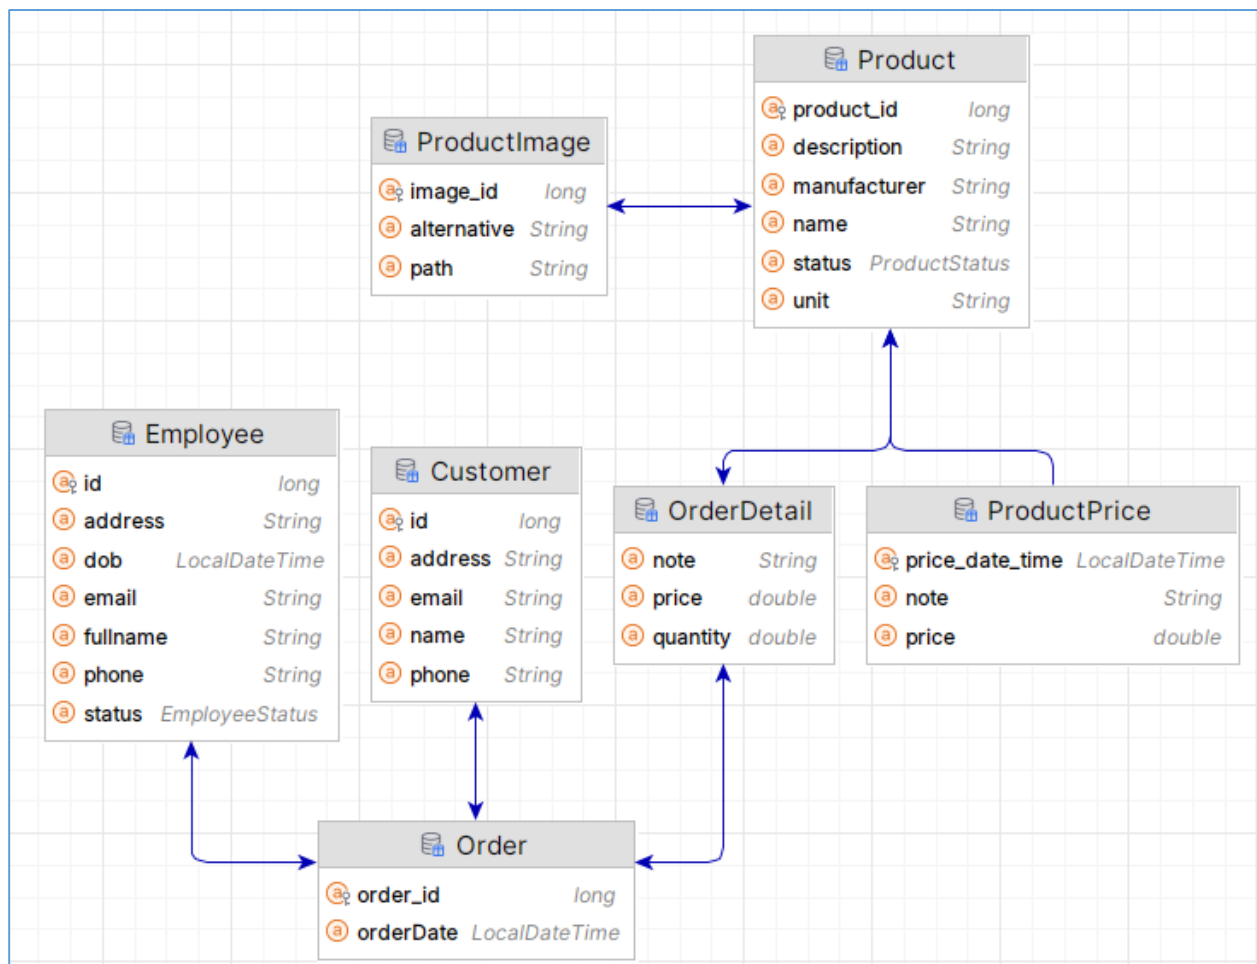 Product
product_id long
description String
manufacturer String
name String
status ProductStatus
unit String
ProductImage
image_id long
alternative String
path String
Employee
id long
address String
dob LocalDateTime
email String
fullname String
phone String
status EmployeeStatus
Customer
id long
address String
email String
name String
phone String
OrderDetail
note String
price double
quantity double
ProductPrice
price_date_time LocalDateTime
note String
price double
Order
order_id long
orderDate LocalDateTime